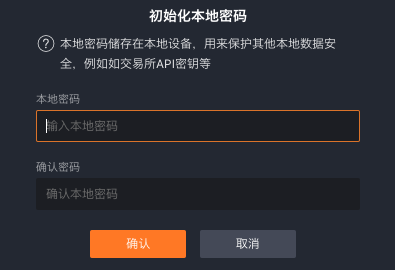 初始化本地密码
本地密码储存在本地设备，用来保护其他本地数据安
全，例如如交易所API密钥等
本地密码
输入本地密码
确认密码
确认本地密码
确认
取消